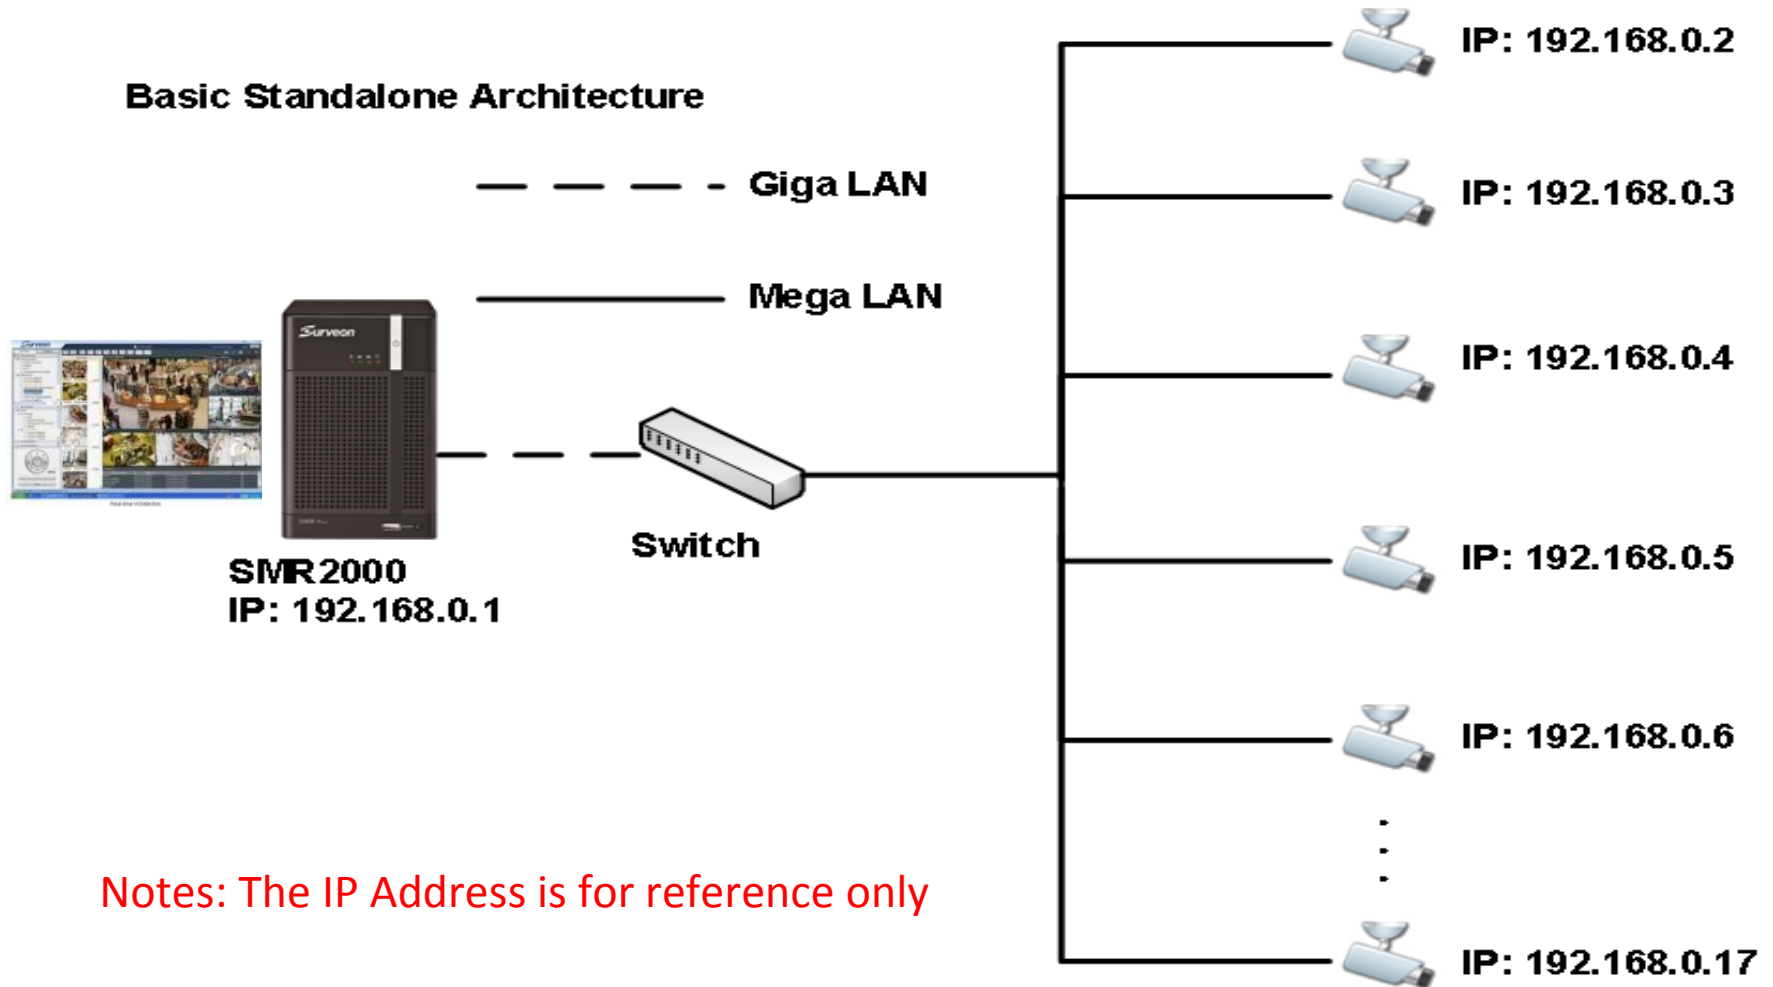 Basic Standalone Architecture
Giga LAN
Mega LAN
Surveon
SMR2000
IP: 192.168.0.1
Switch
IP: 192.168.0.2
IP: 192.168.0.3
IP: 192.168.0.4
IP: 192.168.0.5
IP: 192.168.0.6
IP: 192.168.0.17
Notes: The IP Address is for reference only